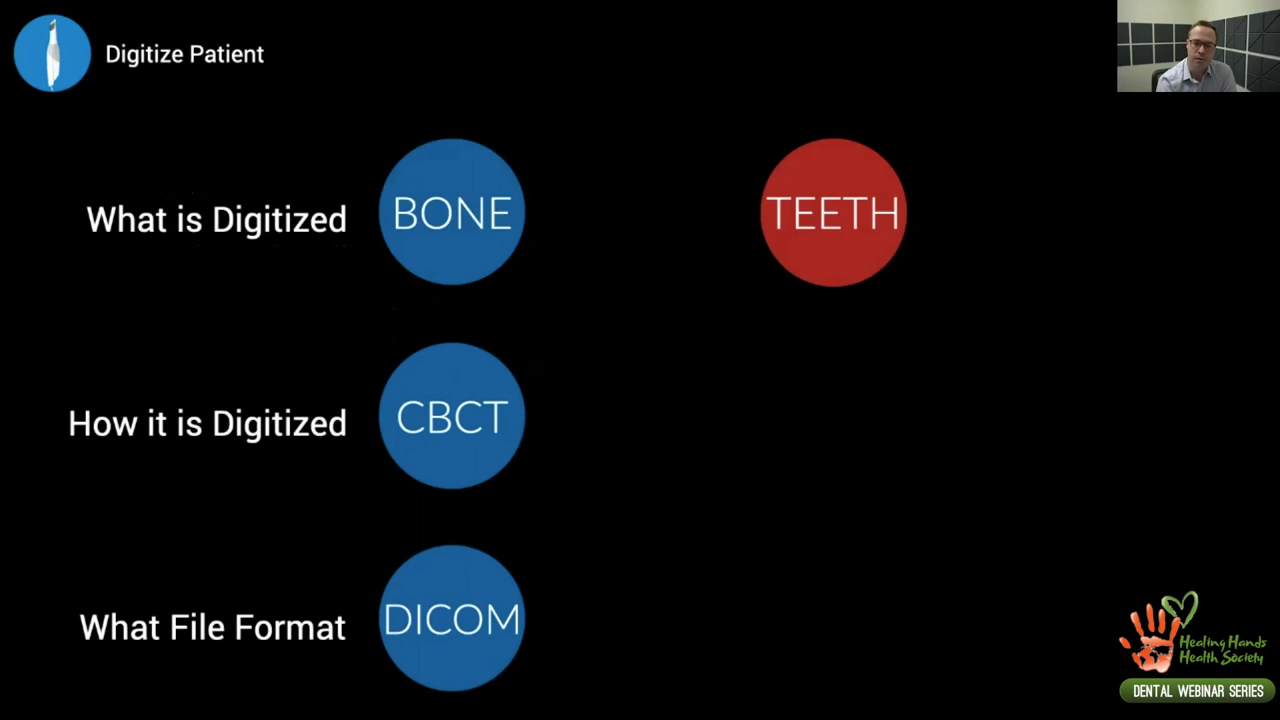 Digitize Patient
What is Digitized
BONE
TEETH
How it is Digitized
CBCT
What File Format
DICOM
Healing Hands
Health Society
DENTAL WEBINAR SERIES